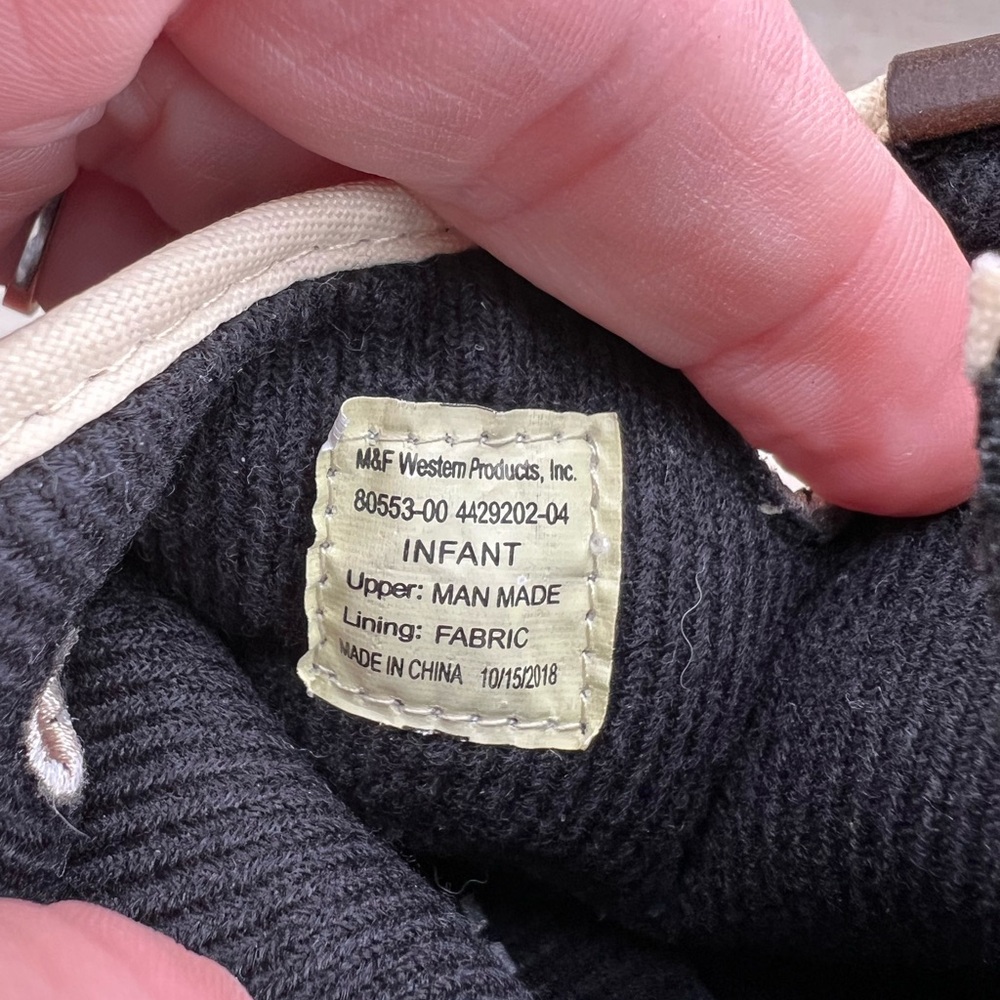 M&F Western Products, Inc.
80553-00 4429202-04
INFANT
Upper: MAN MADE
Lining: FABRIC
MADE IN CHINA 10/15/2018